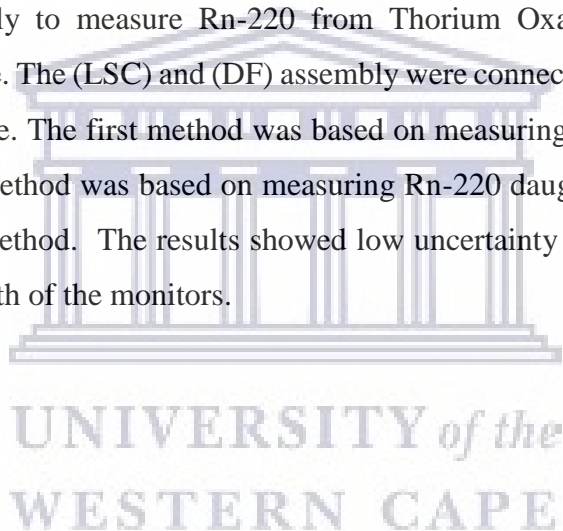 ly to measure Rn-220 from Thorium Oxa
. The (LSC) and (DF) assembly were connec
e. The first method was based on measuring
ethod was based on measuring Rn-220 daug
ethod. The results showed low uncertainty
th of the monitors.
UNIVERSITY of the
WESTERN CAPE